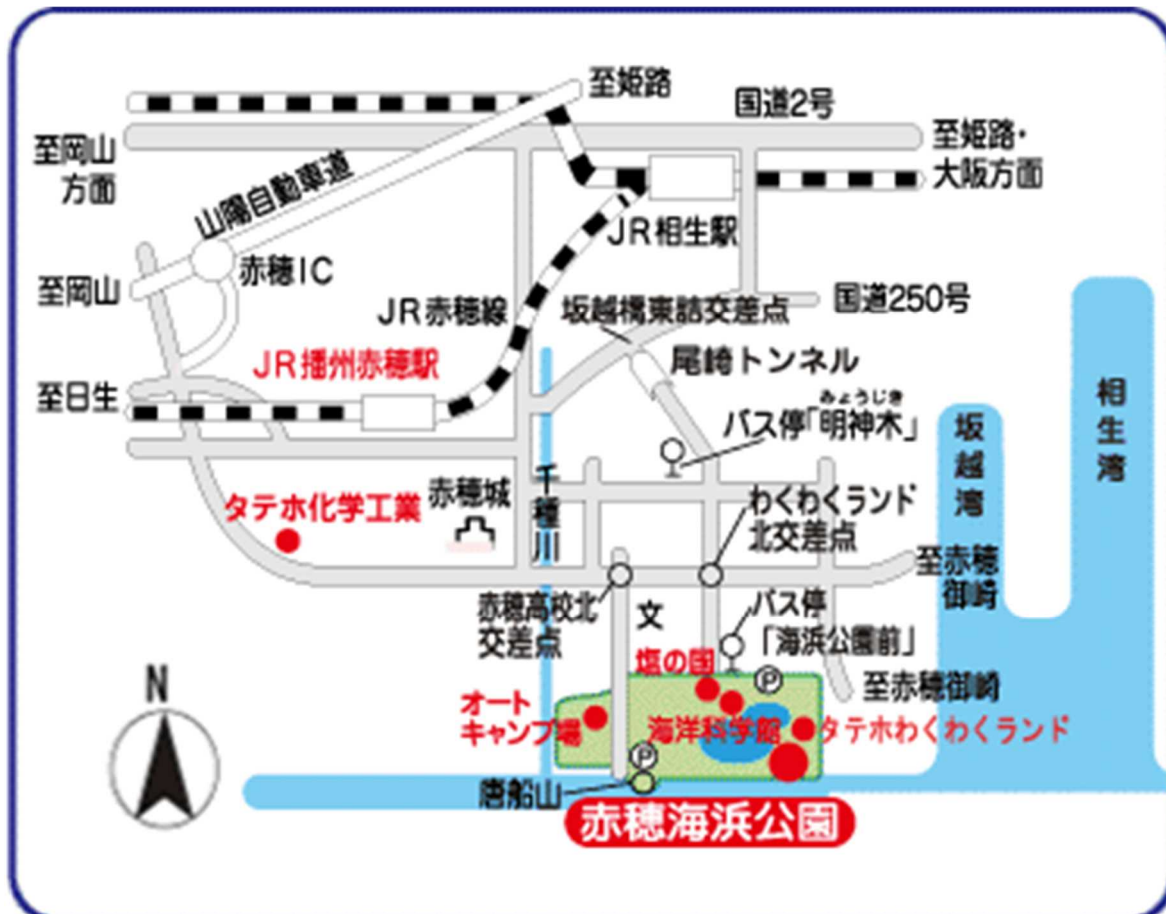 至姫路
国道2号
至岡山
方面
至姫路・
大阪方面
山陽自動車道
JR相生駅
赤穂IC
至岡山
国道250号
JR赤穂線
坂越橋東詰交差点
JR播州赤穂駅
尾崎トンネル
至日生
みょうじぎ
バス停「明神木」
相生湾
坂越湾
千種川
赤穂城
タテホ化学工業
わくわくランド
北交差点
至赤穂
御崎
赤穂高校北
交差点
文
バス停
「海浜公園前」
塩の国
P
至赤穂御崎
N
オート
キャンプ場
海洋科学館
タテホわくわくランド
P
唐船山
赤穂海浜公園